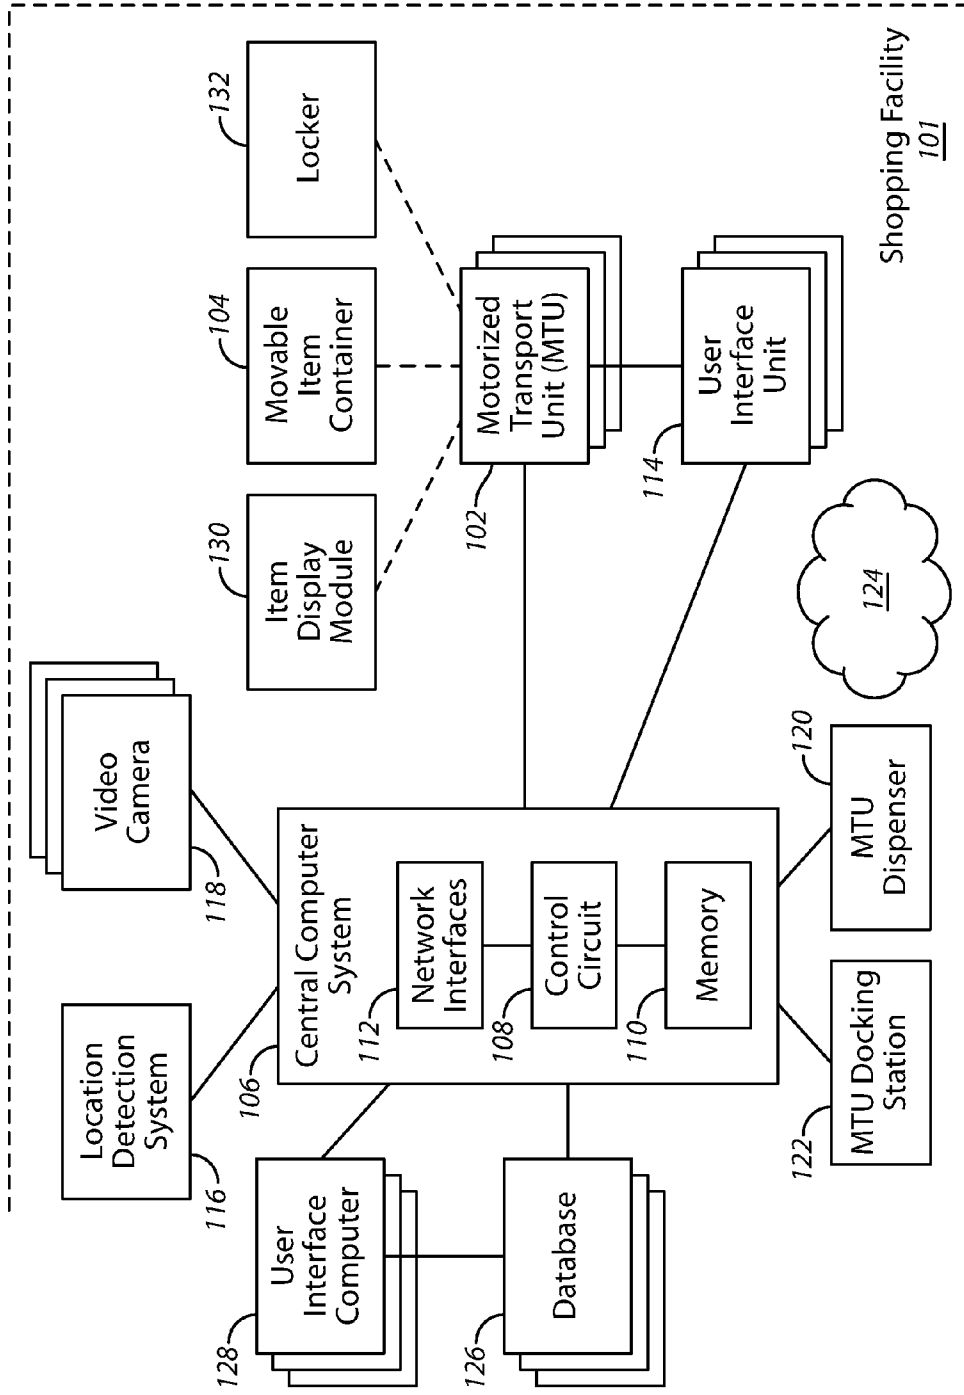 116
Location
Detection
System
118
Video
Camera
130
Item
Display
Module
104
Movable
Item
Container
132
Locker
128
User
Interface
Computer
106
Central Computer
System
112
Network
Interfaces
108
Control
Circuit
110
Memory
102
Motorized
Transport
Unit (MTU)
126
Database
114
User
Interface
Unit
122
MTU Docking
Station
120
MTU
Dispenser
124
Shopping Facility
101